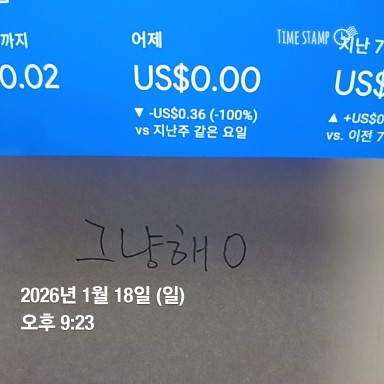 까지
0.02
어제
US$0.00
▼ -US$0.36 (-100%)
vs 지난주 같은 요일
TIME STAMP
지난 7
US$
▲ +US$0
vs. 이전 7
그냥해 0
2026년 1월 18일 (일)
오후 9:23